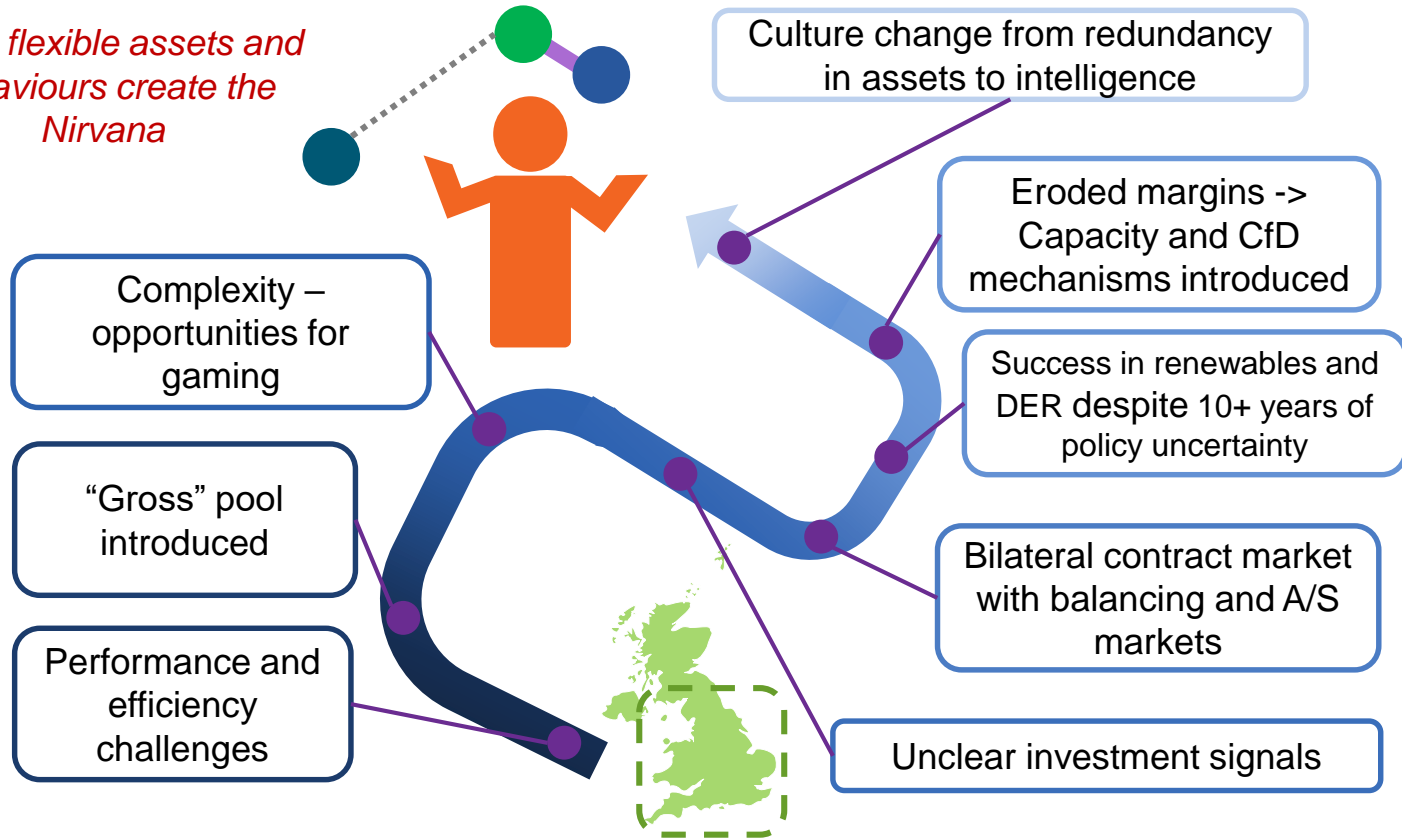 flexible assets and
aviours create the
Nirvana
Culture change from redundancy
in assets to intelligence
Eroded margins ->
Capacity and CfD
mechanisms introduced
Complexity –
opportunities for
gaming
Success in renewables and
DER despite 10+ years of
policy uncertainty
“Gross” pool
introduced
Bilateral contract market
with balancing and A/S
markets
Performance and
efficiency
challenges
Unclear investment signals